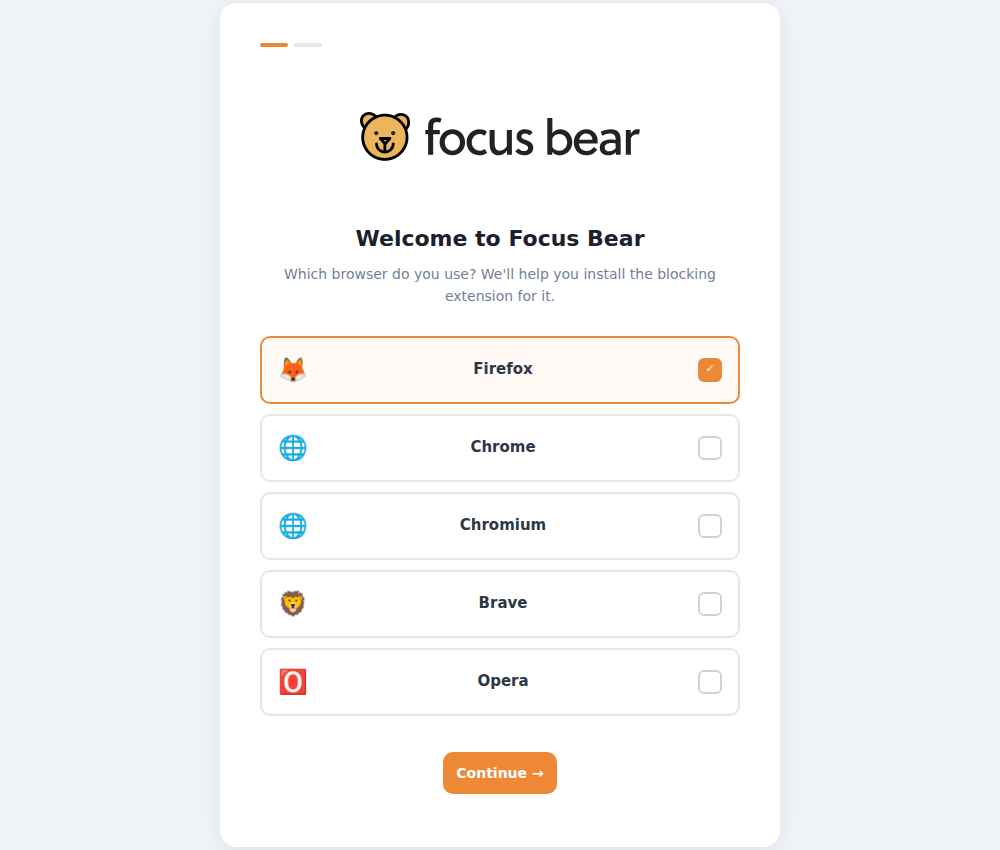 focus bear
Welcome to Focus Bear
Which browser do you use? We'll help you install the blocking
extension for it.
Firefox
✓
Chrome
Chromium
Brave
O
Opera
Continue →